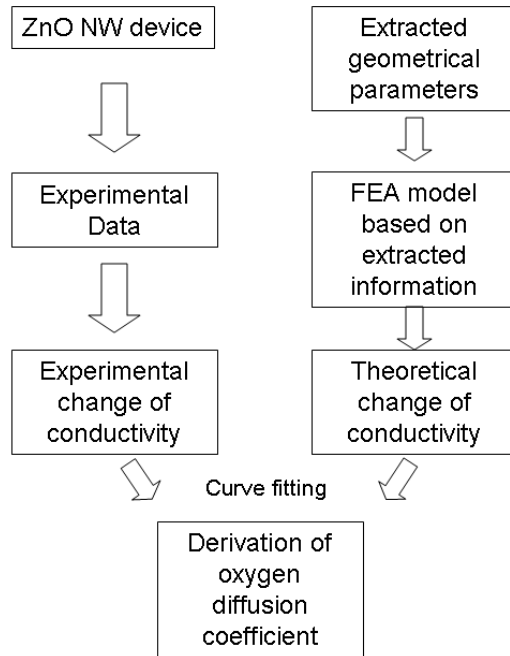 ZnO NW device
Experimental
Data
Experimental
change of
conductivity
Extracted
geometrical
parameters
FEA model
based on
extracted
information
Theoretical
change of
conductivity
Curve fitting
Derivation of
oxygen
diffusion
coefficient